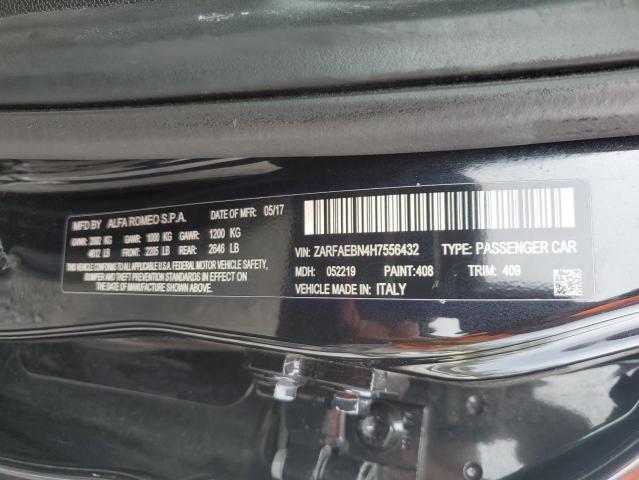 MFD BY ALFA ROMEO S.P.A. DATE OF MFR: 05/17
GVWR: 2092 KG GAWR: 1000 KG GAWR: 1200 KG
4612 LB FRONT: 2205 LB REAR: 2646 LB
THIS VEHICLE CONFORMS TO ALL APPLICABLE U.S.A. FEDERAL MOTOR VEHICLE SAFETY,
BUMPER AND THEFT PREVENTION STANDARDS IN EFFECT ON
THE DATE OF MANUFACTURE SHOWN ABOVE.
VIN: ZARFAEBN4H7556432 TYPE: PASSENGER CAR
MDH: 052219 PAINT: 408 TRIM: 409
VEHICLE MADE IN: ITALY